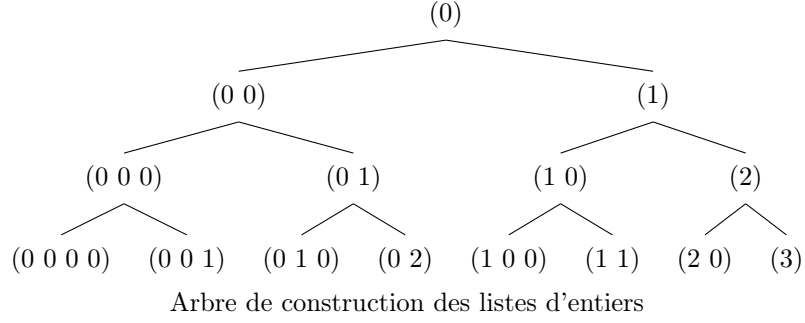 (0)
(0 0) (1)
(0 0 0) (0 1) (1 0) (2)
(0 0 0 0) (0 0 1) (0 1 0) (0 2) (1 0 0) (1 1) (2 0) (3)
Arbre de construction des listes d'entiers